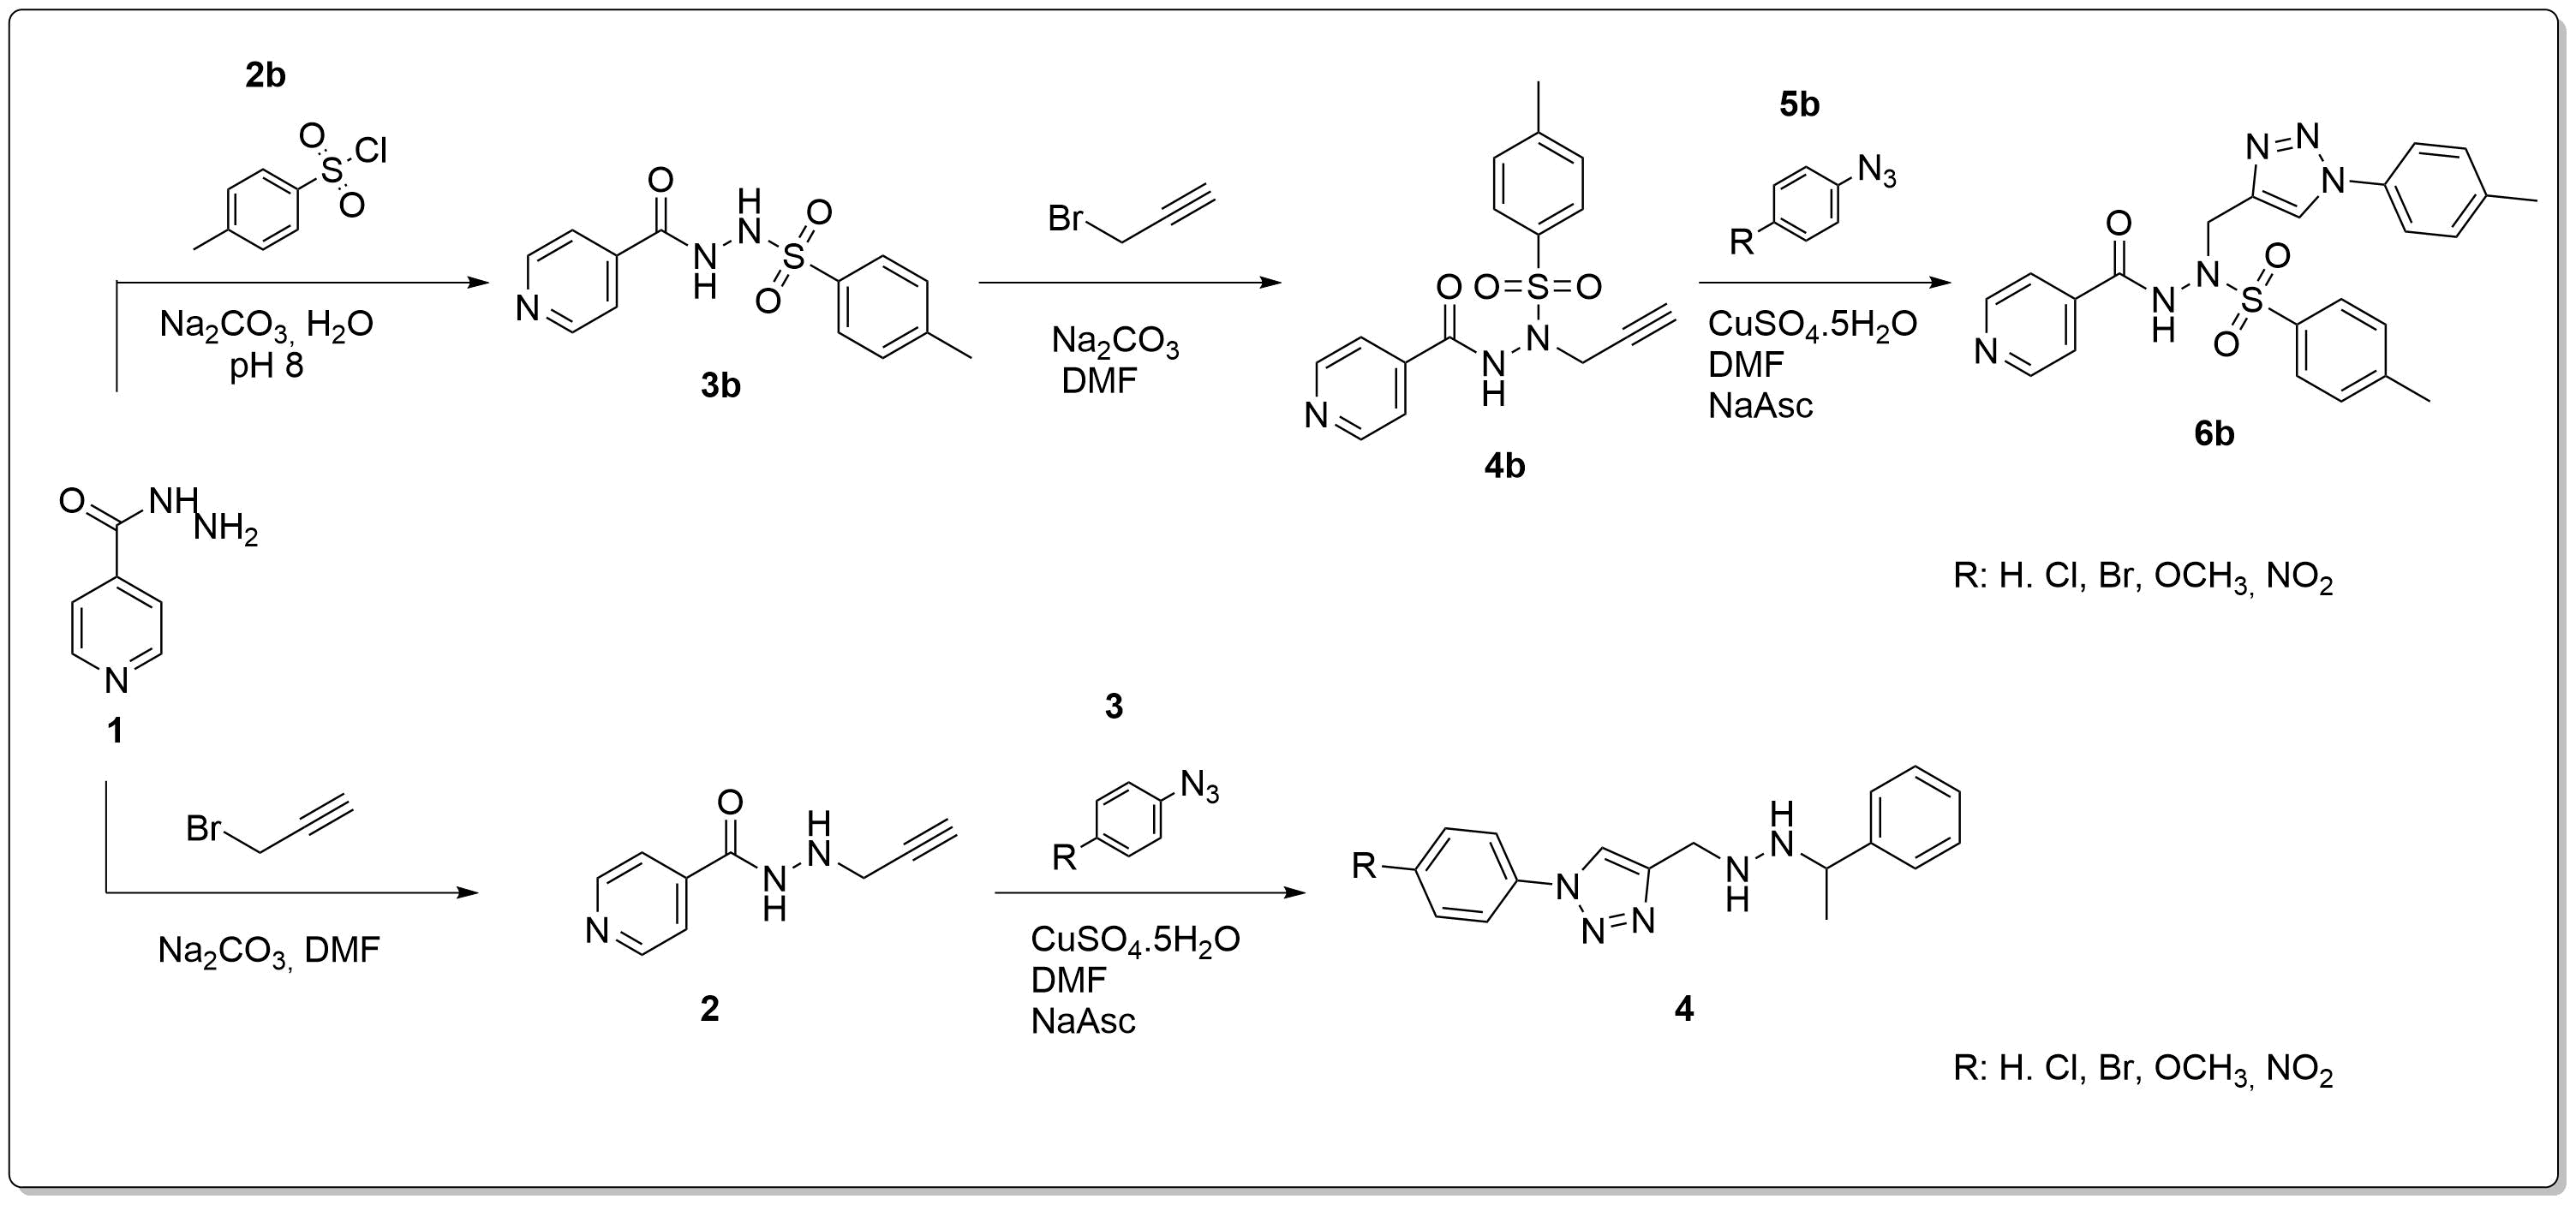 2b
O
S
Cl
O
Na2CO3, H2O
pH 8
O
H
N
N
H
S
O
O
N
3b
Br
Na2CO3
DMF
O=S=O
O
N
N
H
N
4b
5b
N3
R
CuSO4.5H2O
DMF
NaAsc
N=N
N
O
N
N
H
S
O
O
N
6b
R: H. Cl, Br, OCH3, NO2
O
NH
NH2
N
1
Br
Na2CO3, DMF
O
H
N
N
H
N
2
3
N3
R
CuSO4.5H2O
DMF
NaAsc
R
N
N=N
N
H
H
N
4
R: H. Cl, Br, OCH3, NO2